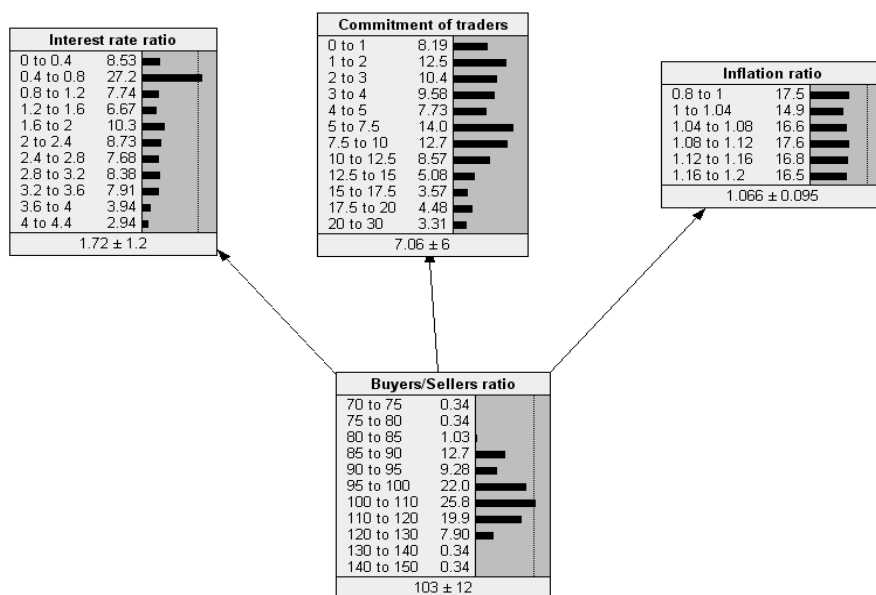 Interest rate ratio
0 to 0.4 8.53
0.4 to 0.8 27.2
0.8 to 1.2 7.74
1.2 to 1.6 6.67
1.6 to 2 10.3
2 to 2.4 8.73
2.4 to 2.8 7.68
2.8 to 3.2 8.38
3.2 to 3.6 7.91
3.6 to 4 3.94
4 to 4.4 2.94
1.72 ± 1.2
Commitment of traders
0 to 1 8.19
1 to 2 12.5
2 to 3 10.4
3 to 4 9.58
4 to 5 7.73
5 to 7.5 14.0
7.5 to 10 12.7
10 to 12.5 8.57
12.5 to 15 5.08
15 to 17.5 3.57
17.5 to 20 4.48
20 to 30 3.31
7.06 ± 6
Inflation ratio
0.8 to 1 17.5
1 to 1.04 14.9
1.04 to 1.08 16.6
1.08 to 1.12 17.6
1.12 to 1.16 16.8
1.16 to 1.2 16.5
1.066 ± 0.095
Buyers/Sellers ratio
70 to 75 0.34
75 to 80 0.34
80 to 85 1.03
85 to 90 12.7
90 to 95 9.28
95 to 100 22.0
100 to 110 25.8
110 to 120 19.9
120 to 130 7.90
130 to 140 0.34
140 to 150 0.34
103 ± 12